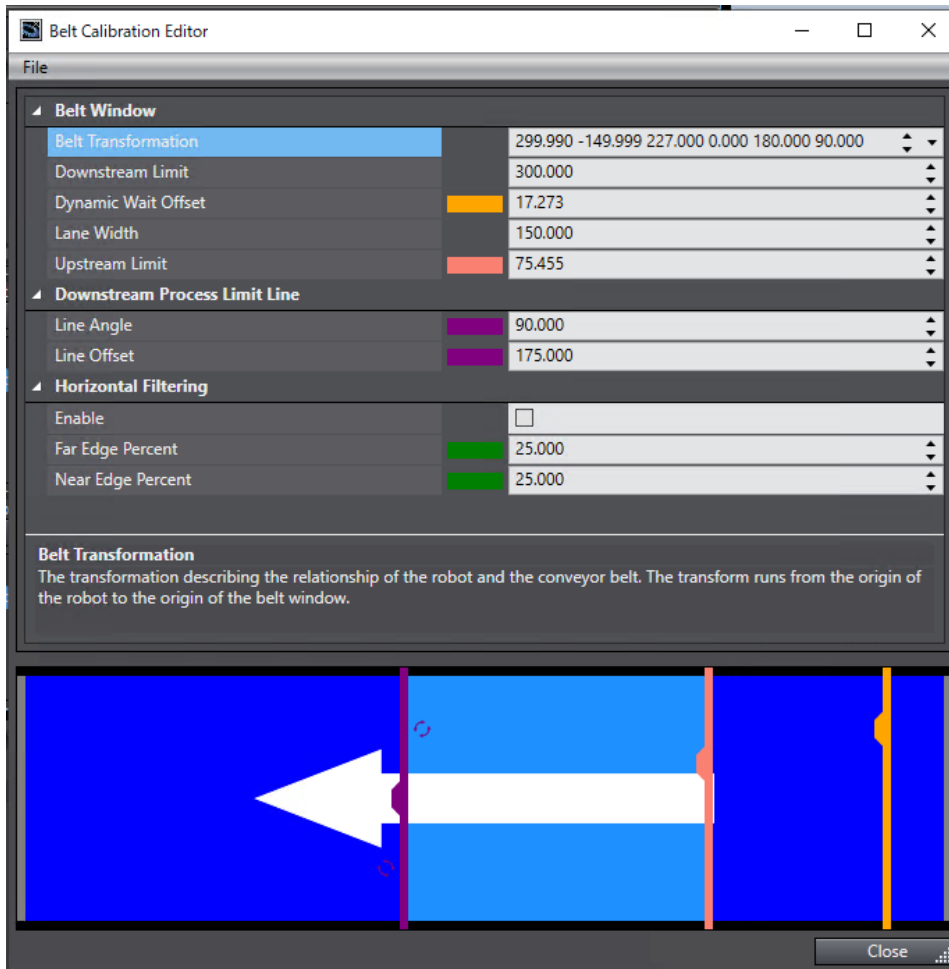 Belt Calibration Editor
File
Belt Window
Belt Transformation 299.990 -149.999 227.000 0.000 180.000 90.000
Downstream Limit 300.000
Dynamic Wait Offset 17.273
Lane Width 150.000
Upstream Limit 75.455
Downstream Process Limit Line
Line Angle 90.000
Line Offset 175.000
Horizontal Filtering
Enable
Far Edge Percent 25.000
Near Edge Percent 25.000
Belt Transformation
The transformation describing the relationship of the robot and the conveyor belt. The transform runs from the origin of
the robot to the origin of the belt window.
Close